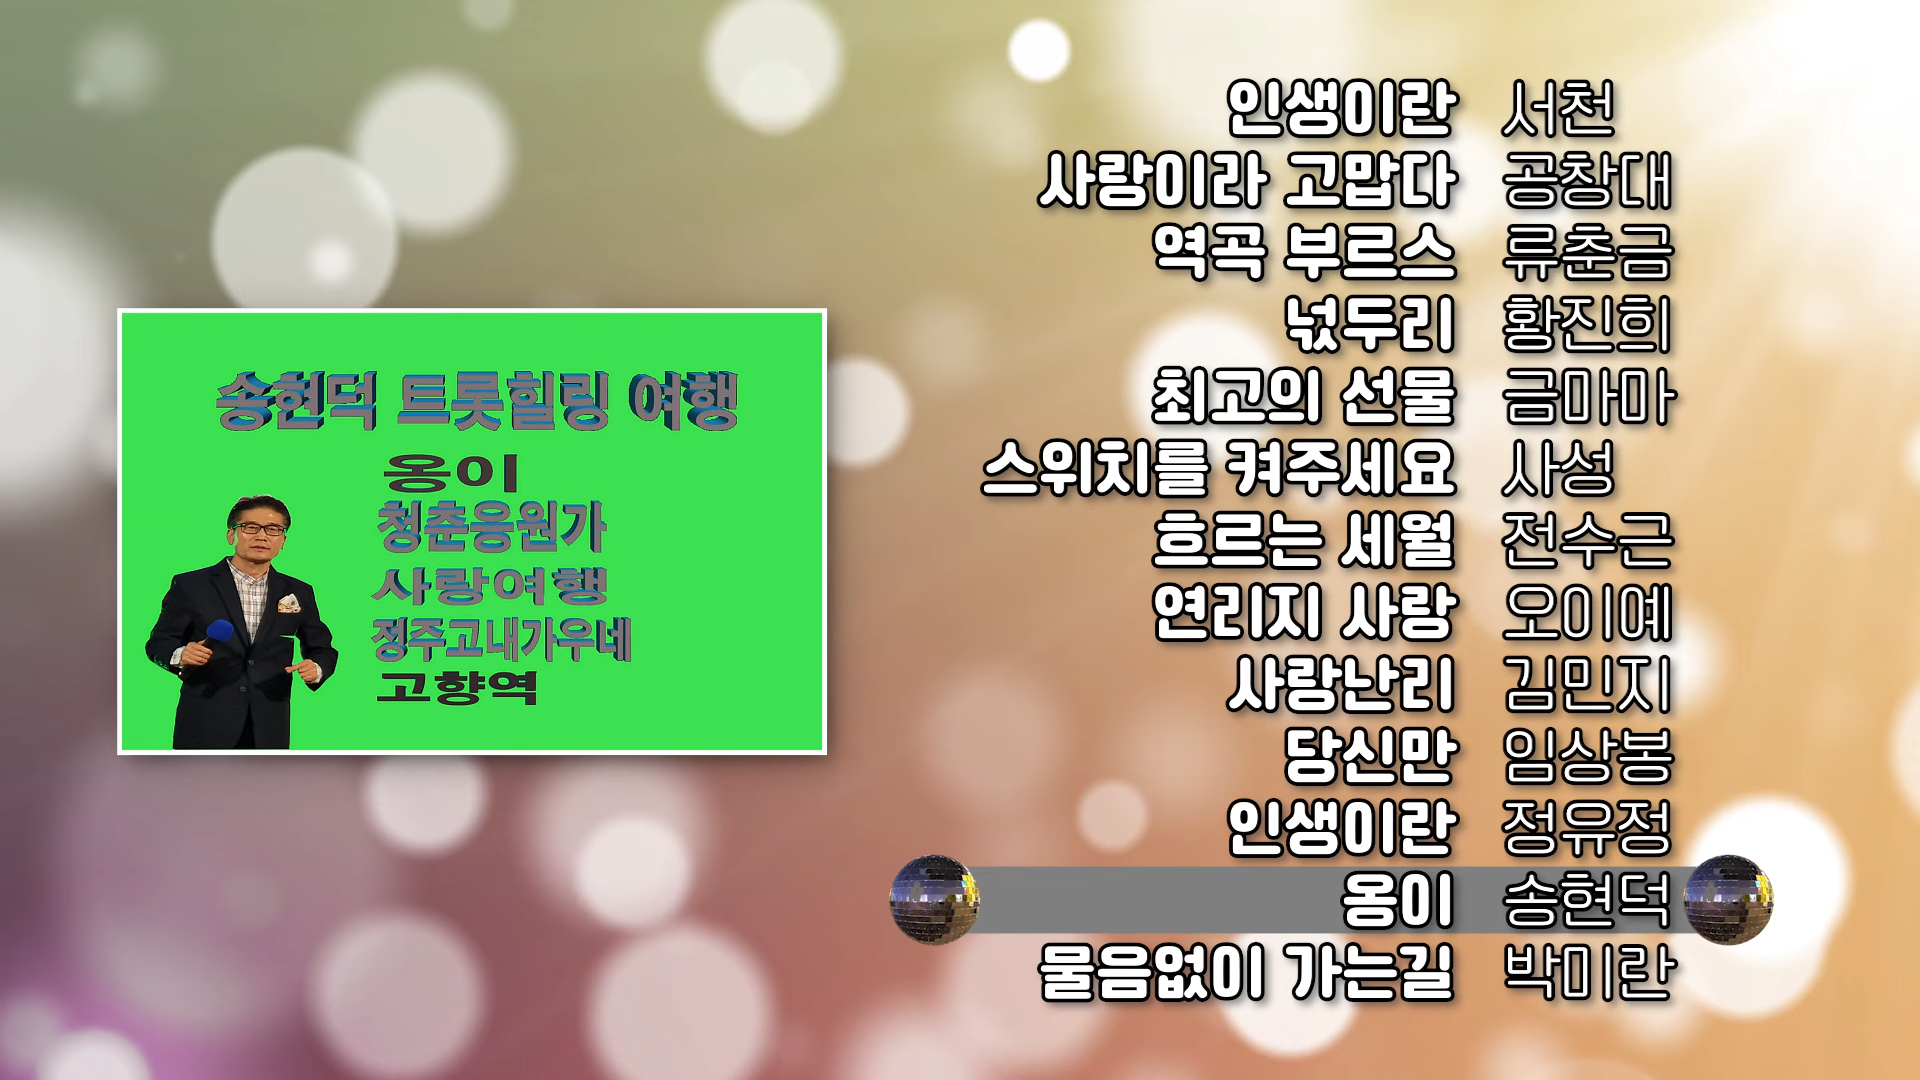 송현덕 트롯힐링 여행
옹이
청춘응원가
사랑여행
정주고내가우네
고향역
인생이란 서천
사랑이라 고맙다 공창대
역곡 부르스 류춘금
넋두리 황진희
최고의 선물 금마마
스위치를 켜주세요 사성
흐르는 세월 전수근
연리지 사랑 오이예
사랑난리 김민지
당신만 임상봉
인생이란 정유정
옹이 송현덕
물음없이 가는길 박미란